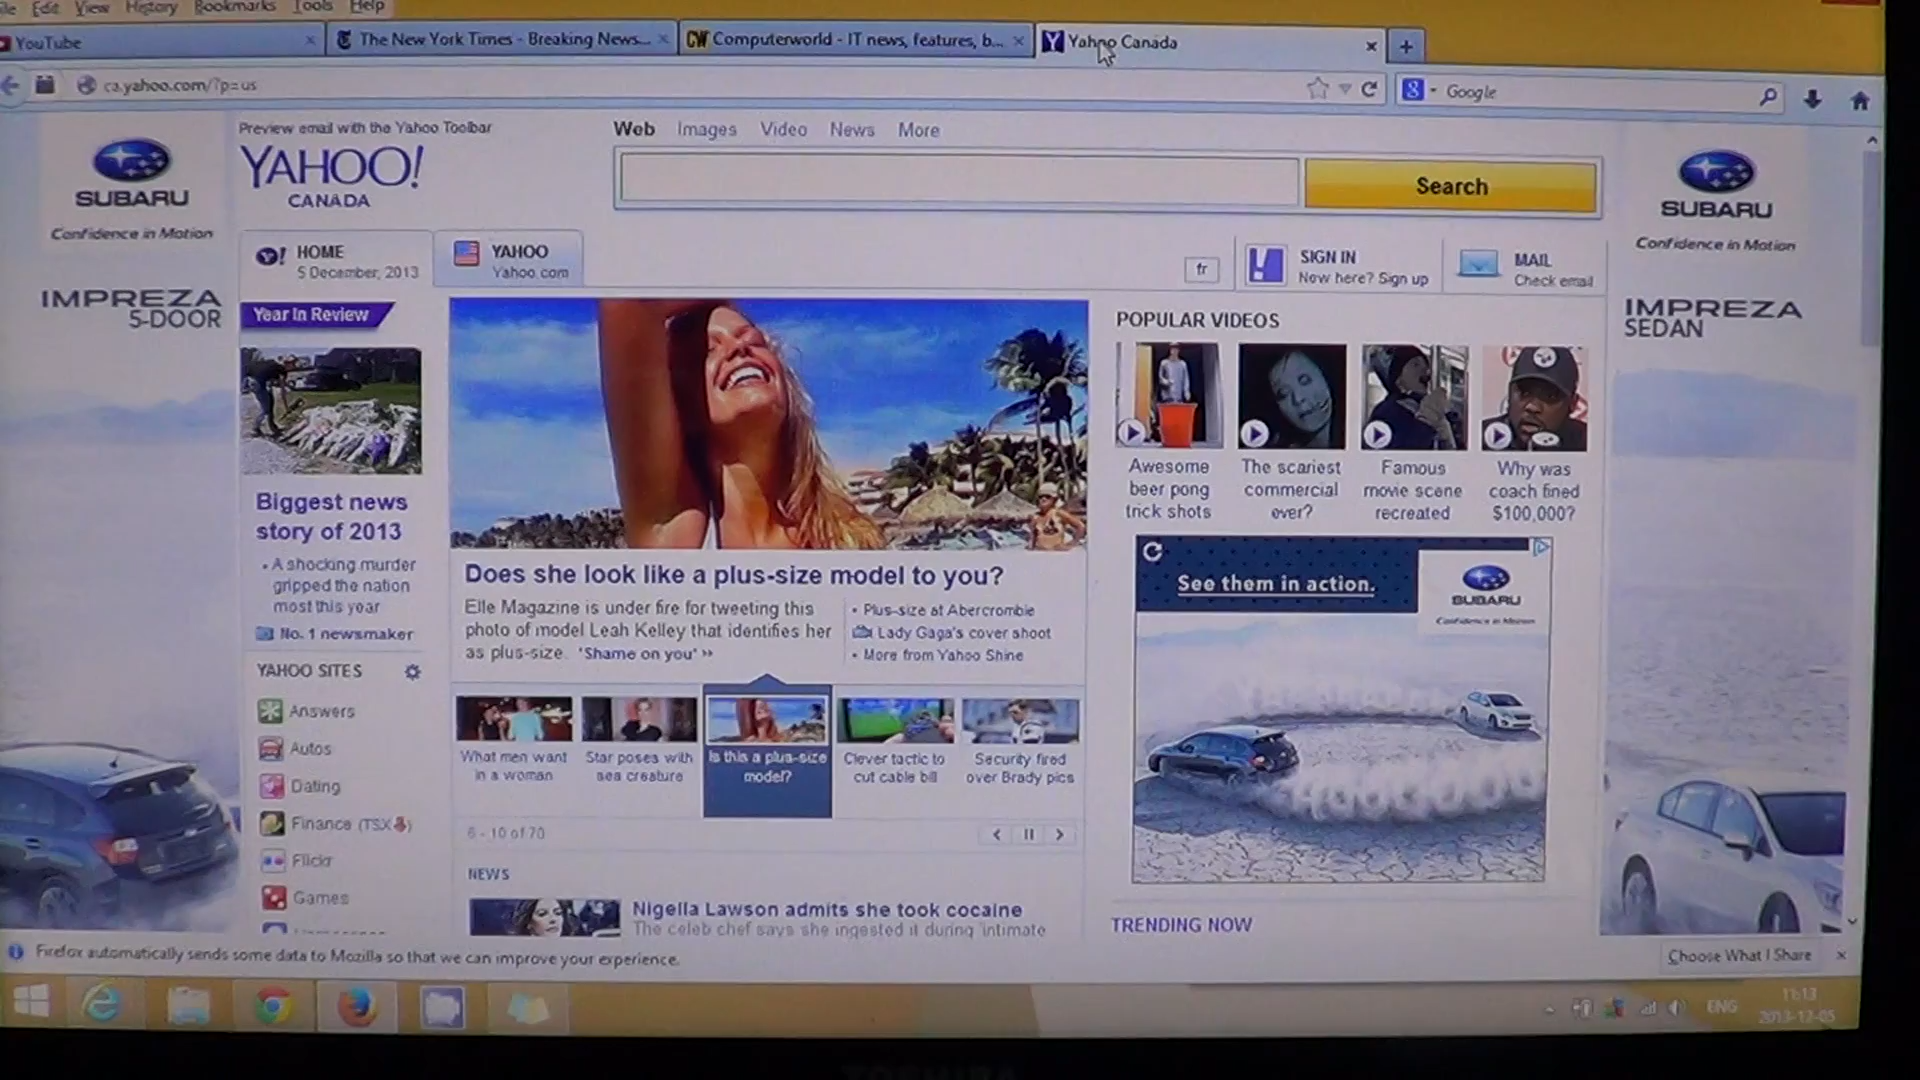 Edit View History Bookmarks Tools Help
YouTube
The New York Times - Breaking News...
CW Computerworld - IT news, features, b...
Yahoo Canada
ca.yahoo.com/?p=us
Google
Preview email with the Yahoo Toolbar
YAHOO!
CANADA
Web Images Video News More
Search
SUBARU
Confidence in Motion
IMPREZA
5-DOOR
SUBARU
Confidence in Motion
IMPREZA
SEDAN
HOME
5 December, 2013
YAHOO
Yahoo.com
fr
SIGN IN
New here? Sign up
MAIL
Check email
Year In Review
Biggest news
story of 2013
• A shocking murder
gripped the nation
most this year
No. 1 newsmaker
YAHOO SITES
Answers
Autos
Dating
Finance (TSX)
Flickr
Games
Does she look like a plus-size model to you?
Elle Magazine is under fire for tweeting this
photo of model Leah Kelley that identifies her
as plus-size. 'Shame on you' »
• Plus-size at Abercrombie
Lady Gaga's cover shoot
• More from Yahoo Shine
What men want
in a woman
Star poses with
sea creature
Is this a plus-size
model?
Clever tactic to
cut cable bill
Security fired
over Brady pics
6 - 10 of 70
NEWS
Nigella Lawson admits she took cocaine
The celeb chef says she ingested it during 'intimate
POPULAR VIDEOS
Awesome
beer pong
trick shots
The scariest
commercial
ever?
Famous
movie scene
recreated
Why was
coach fined
$100,000?
See them in action.
SUBARU
Confidence in Motion
TRENDING NOW
Firefox automatically sends some data to Mozilla so that we can improve your experience.
Choose What I Share
ENG
11:13
2013-12-05